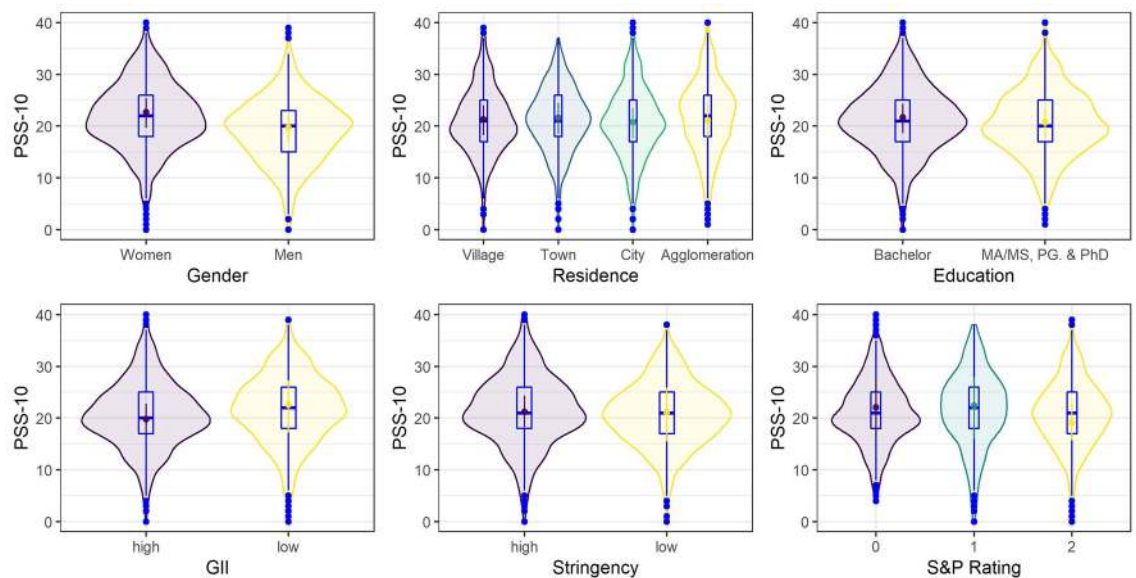 40
30
20
10
0
PSS-10
Women
Men
Gender
40
30
20
10
0
PSS-10
Village
Town
City
Agglomeration
Residence
40
30
20
10
0
PSS-10
Bachelor
MA/MS, PG. & PhD
Education
40
30
20
10
0
PSS-10
high
low
GII
40
30
20
10
0
PSS-10
high
low
Stringency
40
30
20
10
0
PSS-10
0
1
2
S&P Rating